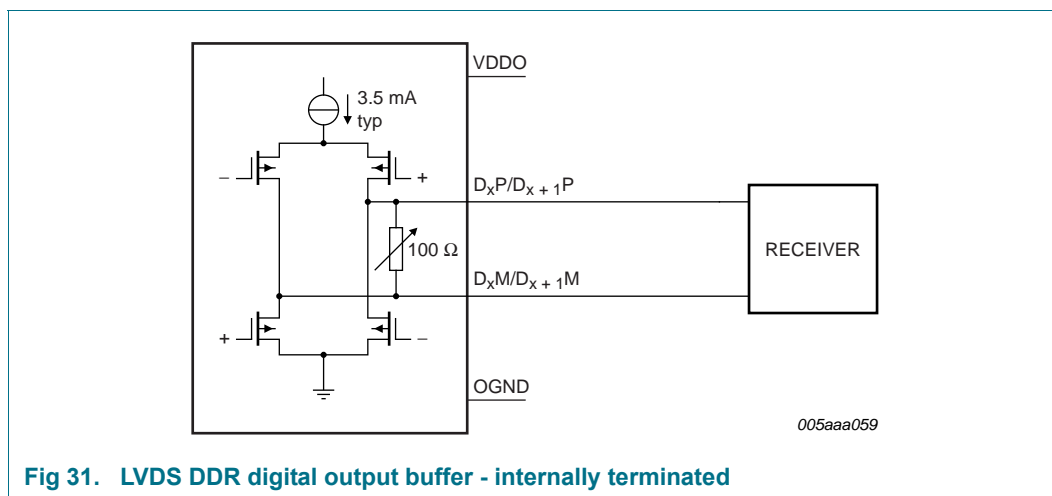 VDDO
3.5 mA
typ
− +
DxP/Dx + 1P
100 Ω
RECEIVER
DxM/Dx + 1M
+ −
OGND
005aaa059
Fig 31. LVDS DDR digital output buffer - internally terminated